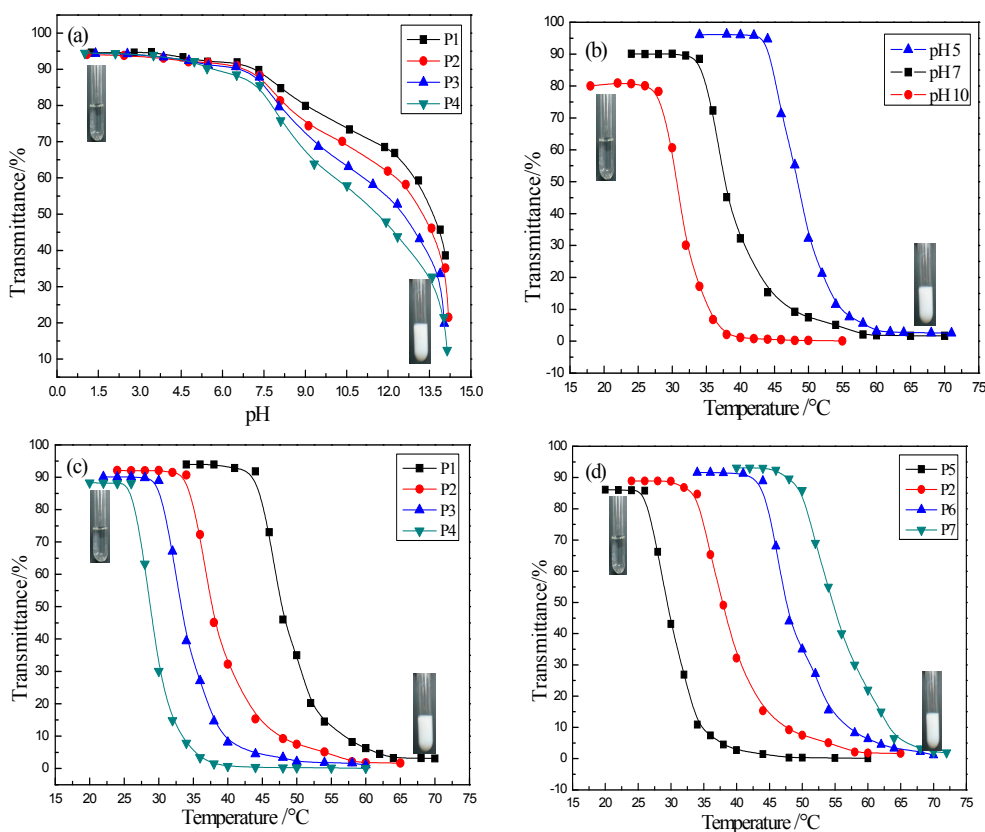 (a)
P1
P2
P3
P4
Transmittance/%
100
90
80
70
60
50
40
30
20
10
0.0 1.5 3.0 4.5 6.0 7.5 9.0 10.5 12.0 13.5 15.0
pH
(b)
pH 5
pH 7
pH 10
Transmittance/%
100
90
80
70
60
50
40
30
20
10
0
-10
15 20 25 30 35 40 45 50 55 60 65 70 75
Temperature /°C
(c)
P1
P2
P3
P4
Transmittance/%
100
90
80
70
60
50
40
30
20
10
0
20 25 30 35 40 45 50 55 60 65 70 75
Temperature /°C
(d)
P5
P2
P6
P7
Transmittance/%
100
90
80
70
60
50
40
30
20
10
0
-10
15 20 25 30 35 40 45 50 55 60 65 70 75
Temperature /°C